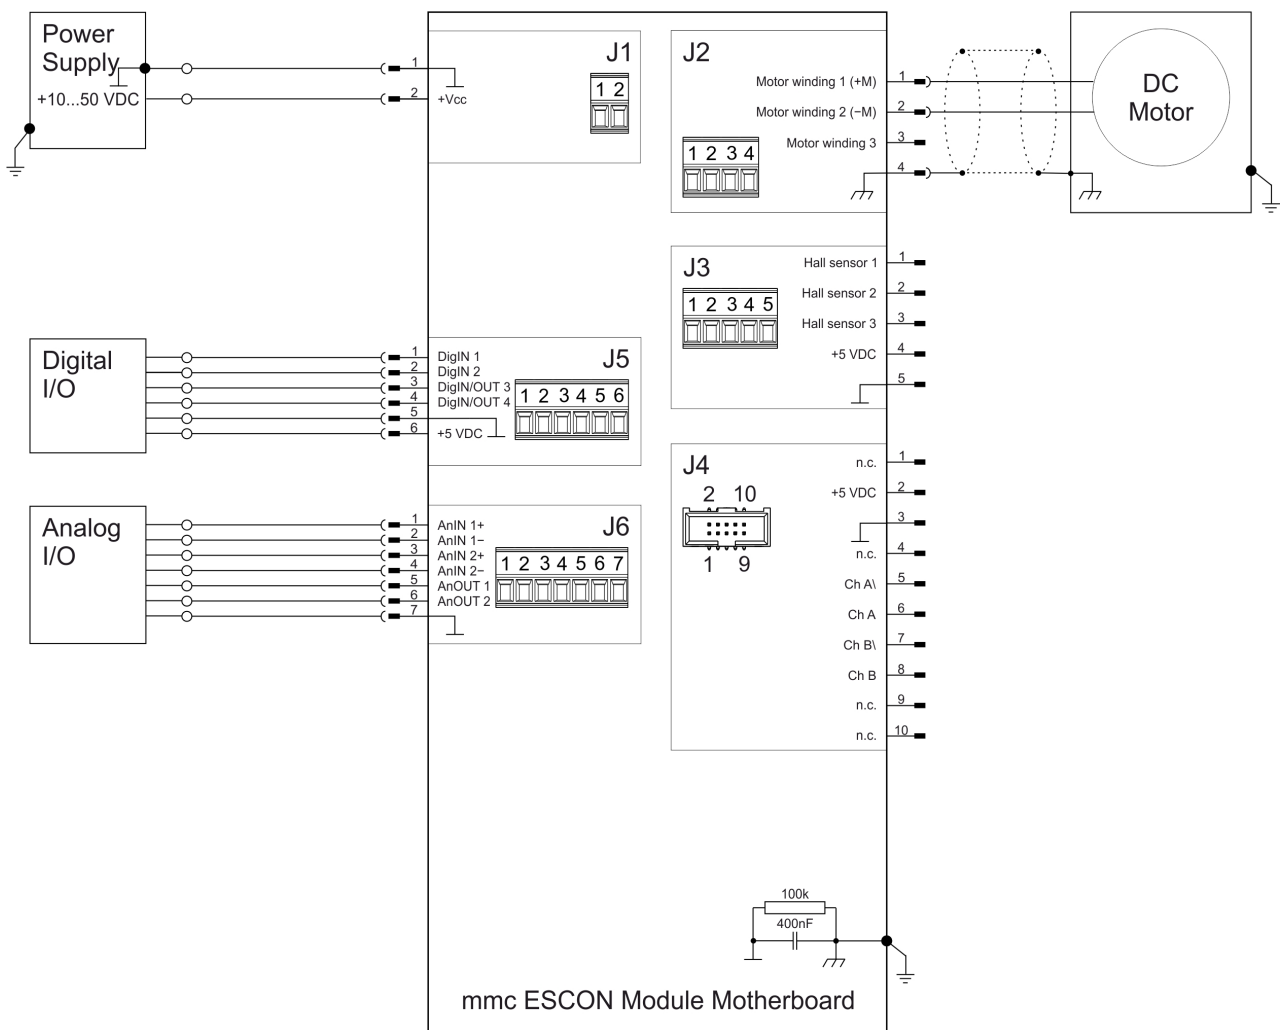 Power
Supply
+10...50 VDC
1
2
+Vcc
J1
1 2
J2
Motor winding 1 (+M)
Motor winding 2 (−M)
Motor winding 3
1
2
3
4
1 2 3 4
DC
Motor
J3
1 2 3 4 5
Hall sensor 1
Hall sensor 2
Hall sensor 3
+5 VDC
1
2
3
4
5
Digital
I/O
1
2
3
4
5
6
DigIN 1
DigIN 2
DigIN/OUT 3
DigIN/OUT 4
+5 VDC
J5
1 2 3 4 5 6
J4
2 10
1 9
n.c.
+5 VDC
n.c.
Ch A\
Ch A
Ch B\
Ch B
n.c.
n.c.
1
2
3
4
5
6
7
8
9
10
Analog
I/O
1
2
3
4
5
6
7
AnIN 1+
AnIN 1−
AnIN 2+
AnIN 2−
AnOUT 1
AnOUT 2
J6
1 2 3 4 5 6 7
100k
400nF
mmc ESCON Module Motherboard